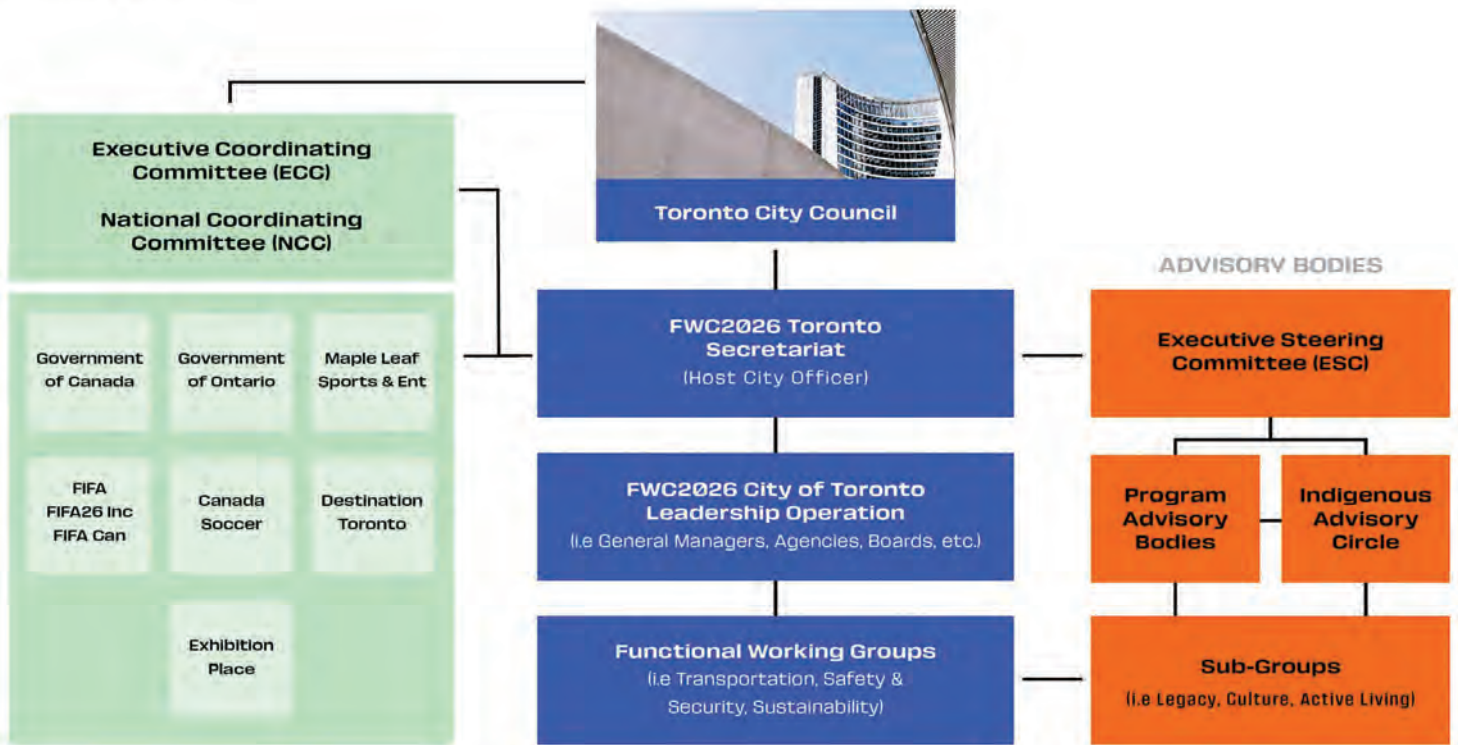 Executive Coordinating
Committee (ECC)
National Coordinating
Committee (NCC)
Government
of Canada
Government
of Ontario
Maple Leaf
Sports & Ent
FIFA
FIFA26 Inc
FIFA Can
Canada
Soccer
Destination
Toronto
Exhibition
Place
Toronto City Council
FWC2026 Toronto
Secretariat
(Host City Officer)
FWC2026 City of Toronto
Leadership Operation
(i.e General Managers, Agencies, Boards, etc.)
Functional Working Groups
(i.e Transportation, Safety &
Security, Sustainability)
ADVISORY BODIES
Executive Steering
Committee (ESC)
Program
Advisory
Bodies
Indigenous
Advisory
Circle
Sub-Groups
(i.e Legacy, Culture, Active Living)